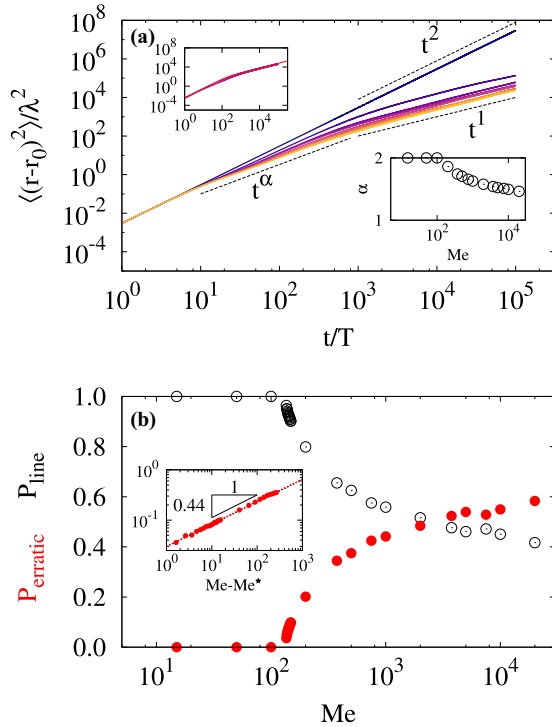 (a)
⟨(r-r₀)²⟩/λ²
10⁸
10⁶
10⁴
10²
10⁰
10⁻²
10⁻⁴
10⁸
10⁴
10⁰
10⁻⁴
10⁰ 10² 10⁴
t²
t¹
tᵅ
α
2
1
10² 10⁴
Me
10⁰ 10¹ 10² 10³ 10⁴ 10⁵
t/T
(b)
P_erratic P_line
1.0
0.8
0.6
0.4
0.2
0.0
10⁰
10⁻¹
1
0.44
10⁰ 10¹ 10² 10³
Me-Me*
10¹ 10² 10³ 10⁴
Me